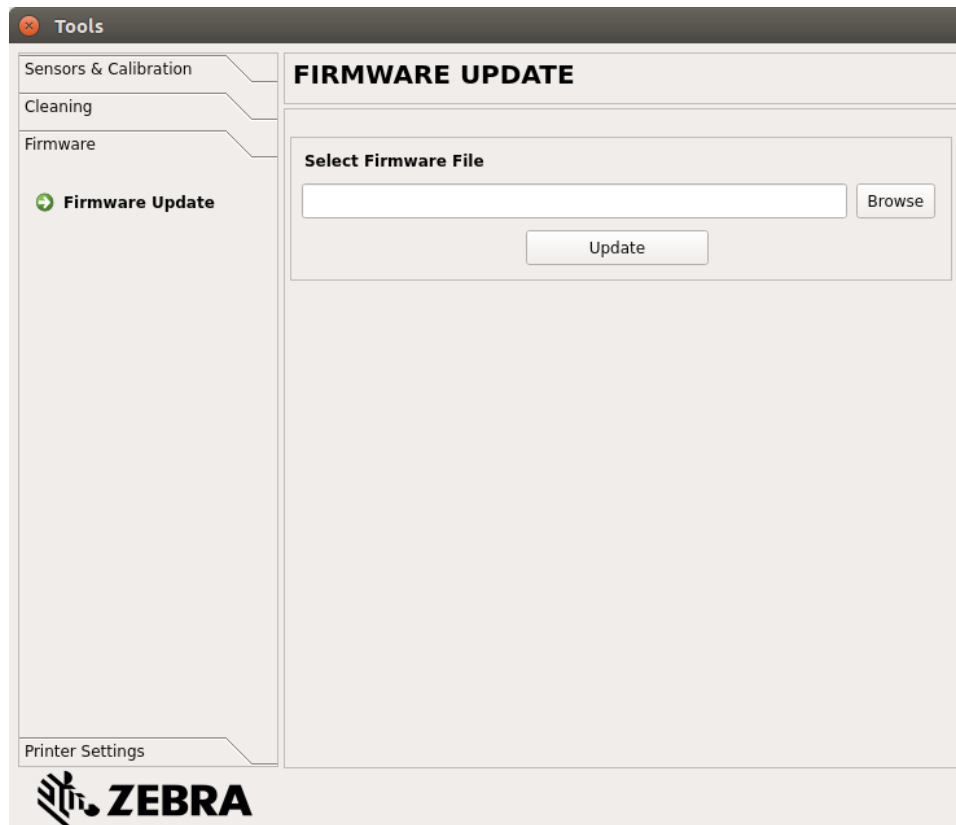 Tools
Sensors & Calibration
Cleaning
Firmware
Firmware Update
Printer Settings
ZEBRA
FIRMWARE UPDATE
Select Firmware File
Browse
Update